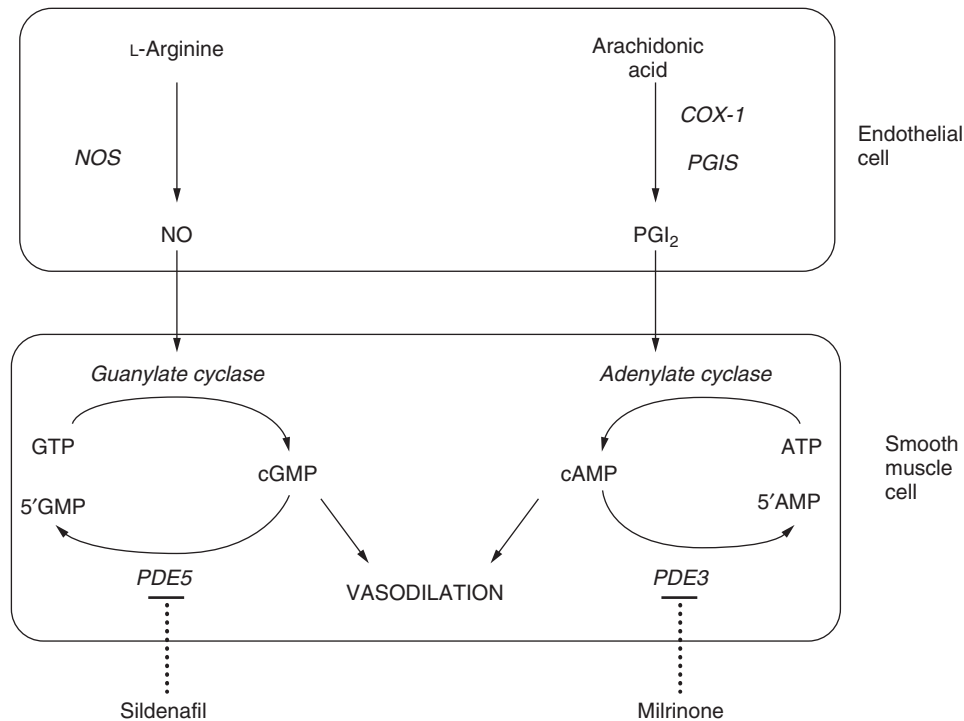 L-Arginine
Arachidonic
acid
COX-1
NOS
PGIS
Endothelial
cell
NO
PGI₂
Guanylate cyclase
Adenylate cyclase
GTP
ATP
cGMP
cAMP
Smooth
muscle
cell
5′GMP
5′AMP
PDE5
PDE3
VASODILATION
Sildenafil
Milrinone